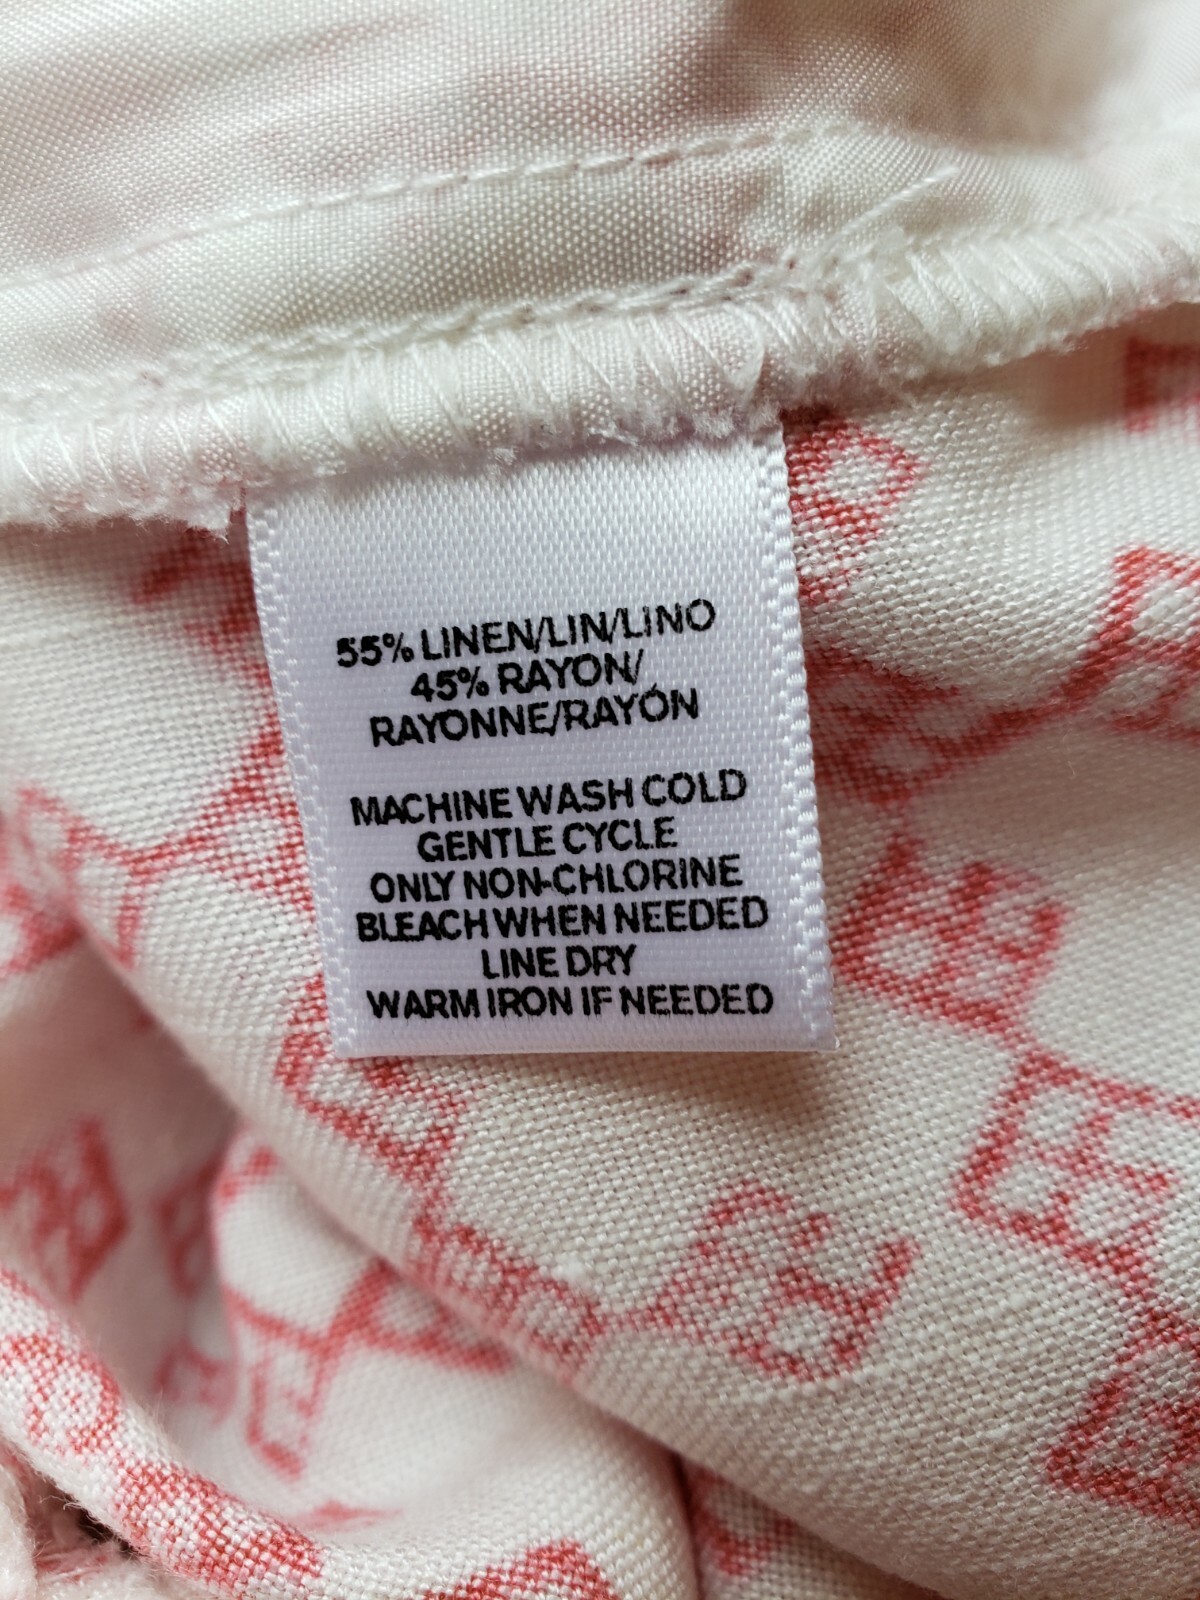 55% LINEN/LIN/LINO
45% RAYON/
RAYONNE/RAYÓN
MACHINE WASH COLD
GENTLE CYCLE
ONLY NON-CHLORINE
BLEACH WHEN NEEDED
LINE DRY
WARM IRON IF NEEDED